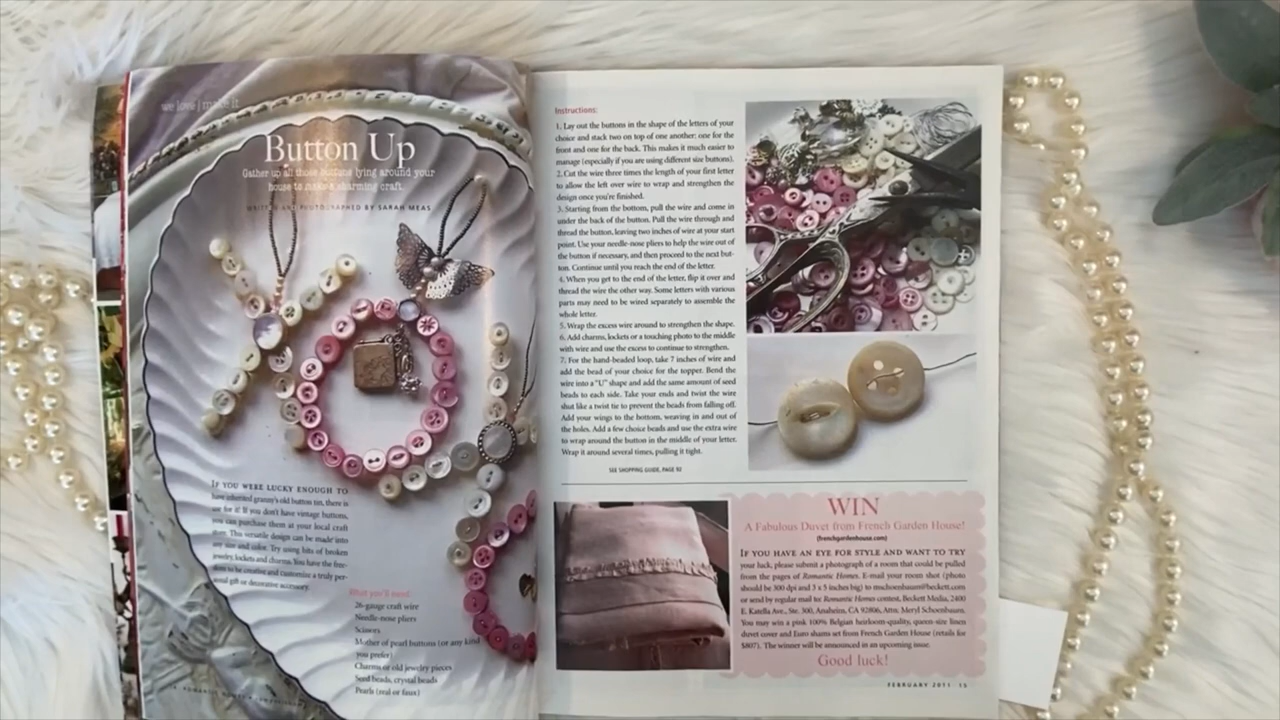 we love | make it
Button Up
Gather up all those buttons lying around your
house to make a charming craft.
WRITTEN AND PHOTOGRAPHED BY SARAH MEAS
IF YOU WERE LUCKY ENOUGH TO
have inherited granny's old button tin, there is
use for it! If you don't have vintage buttons,
you can purchase them at your local craft
store. This versatile design can be made into
any size and color. Try using bits of broken
jewelry, lockets and charms. You have the free-
dom to be creative and customize a truly per-
sonal gift or decorative accessory.
What you'll need
26-gauge craft wire
Needle-nose pliers
Scissors
Mother of pearl buttons (or any kind
you prefer)
Charms or old jewelry pieces
Seed beads, crystal beads
Pearls (real or faux)
Instructions:
1. Lay out the buttons in the shape of the letters of your
choice and stack two on top of one another; one for the
front and one for the back. This makes it much easier to
manage (especially if you are using different size buttons).
2. Cut the wire three times the length of your first letter
to allow the left over wire to wrap and strengthen the
design once you're finished.
3. Starting from the bottom, pull the wire and come in
under the back of the button. Pull the wire through and
thread the button, leaving two inches of wire at your start
point. Use your needle-nose pliers to help the wire out of
the button if necessary, and then proceed to the next but-
ton. Continue until you reach the end of the letter.
4. When you get to the end of the letter, flip it over and
thread the wire the other way. Some letters with various
parts may need to be wired separately to assemble the
whole letter.
5. Wrap the excess wire around to strengthen the shape.
6. Add charms, lockets or a touching photo to the middle
with wire and use the excess to continue to strengthen.
7. For the hand-beaded loop, take 7 inches of wire and
add the bead of your choice for the topper. Bend the
wire into a "U" shape and add the same amount of seed
beads to each side. Take your ends and twist the wire
shut like a twist tie to prevent the beads from falling off.
Add your wings to the bottom, weaving in and out of
the holes. Add a few choice beads and use the extra wire
to wrap around the button in the middle of your letter.
Wrap it around several times, pulling it tight.
SEE SHOPPING GUIDE, PAGE 92
WIN
A Fabulous Duvet from French Garden House!
(frenchgardenhouse.com)
IF YOU HAVE AN EYE FOR STYLE AND WANT TO TRY
your luck, please submit a photograph of a room that could be pulled
from the pages of Romantic Homes. E-mail your room shot (photo
should be 300 dpi and 3 x 5 inches big) to mschoenbaum@beckett.com
or send by regular mail to: Romantic Homes contest, Beckett Media, 2400
E. Katella Ave., Ste. 300, Anaheim, CA 92806, Attn: Meryl Schoenbaum.
You may win a pink 100% Belgian heirloom-quality, queen-size linen
duvet cover and Euro shams set from French Garden House (retails for
$807). The winner will be announced in an upcoming issue.
Good luck!
FEBRUARY 2011 15